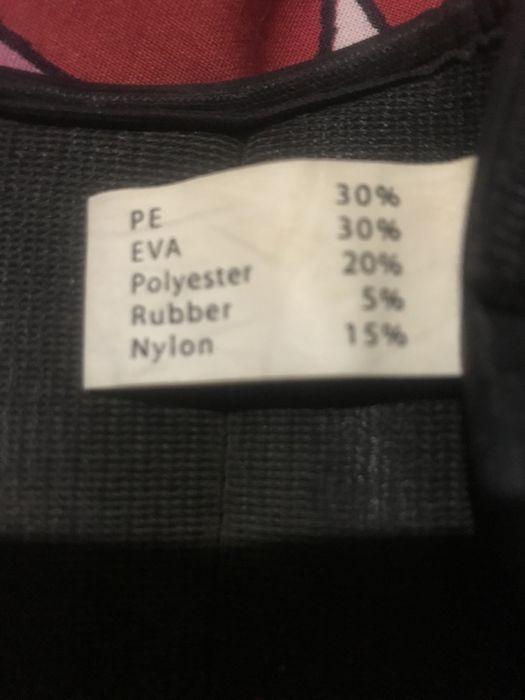 PE 30%
EVA 30%
Polyester 20%
Rubber 5%
Nylon 15%